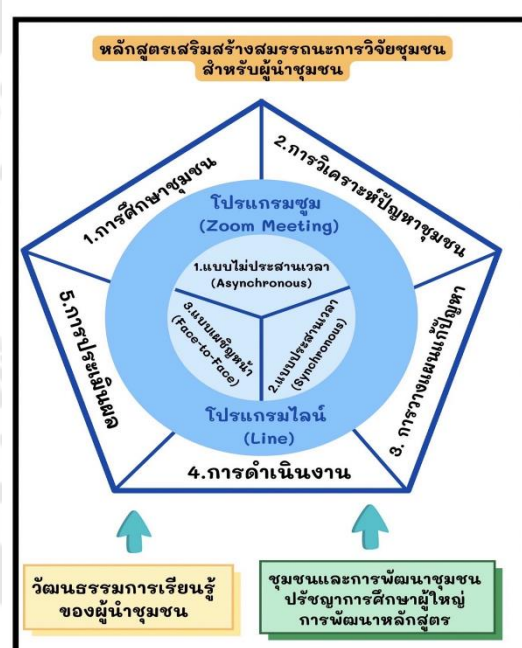 หลักสูตรเสริมสร้างสมรรถนะการวิจัยชุมชน
สำหรับผู้นำชุมชน
1.การศึกษาชุมชน
2.การวิเคราะห์ปัญหาชุมชน
โปรแกรมซูม
(Zoom Meeting)
1.แบบไม่ประสานเวลา
(Asynchronous)
3.แบบเผชิญหน้า
(Face-to-Face)
2.แบบประสานเวลา
(Synchronous)
5.การประเมินผล
3. การวางแผนแก้ปัญหา
โปรแกรมไลน์
(Line)
4.การดำเนินงาน
วัฒนธรรมการเรียนรู้
ของผู้นำชุมชน
ชุมชนและการพัฒนาชุมชน
ปรัชญาการศึกษาผู้ใหญ่
การพัฒนาหลักสูตร